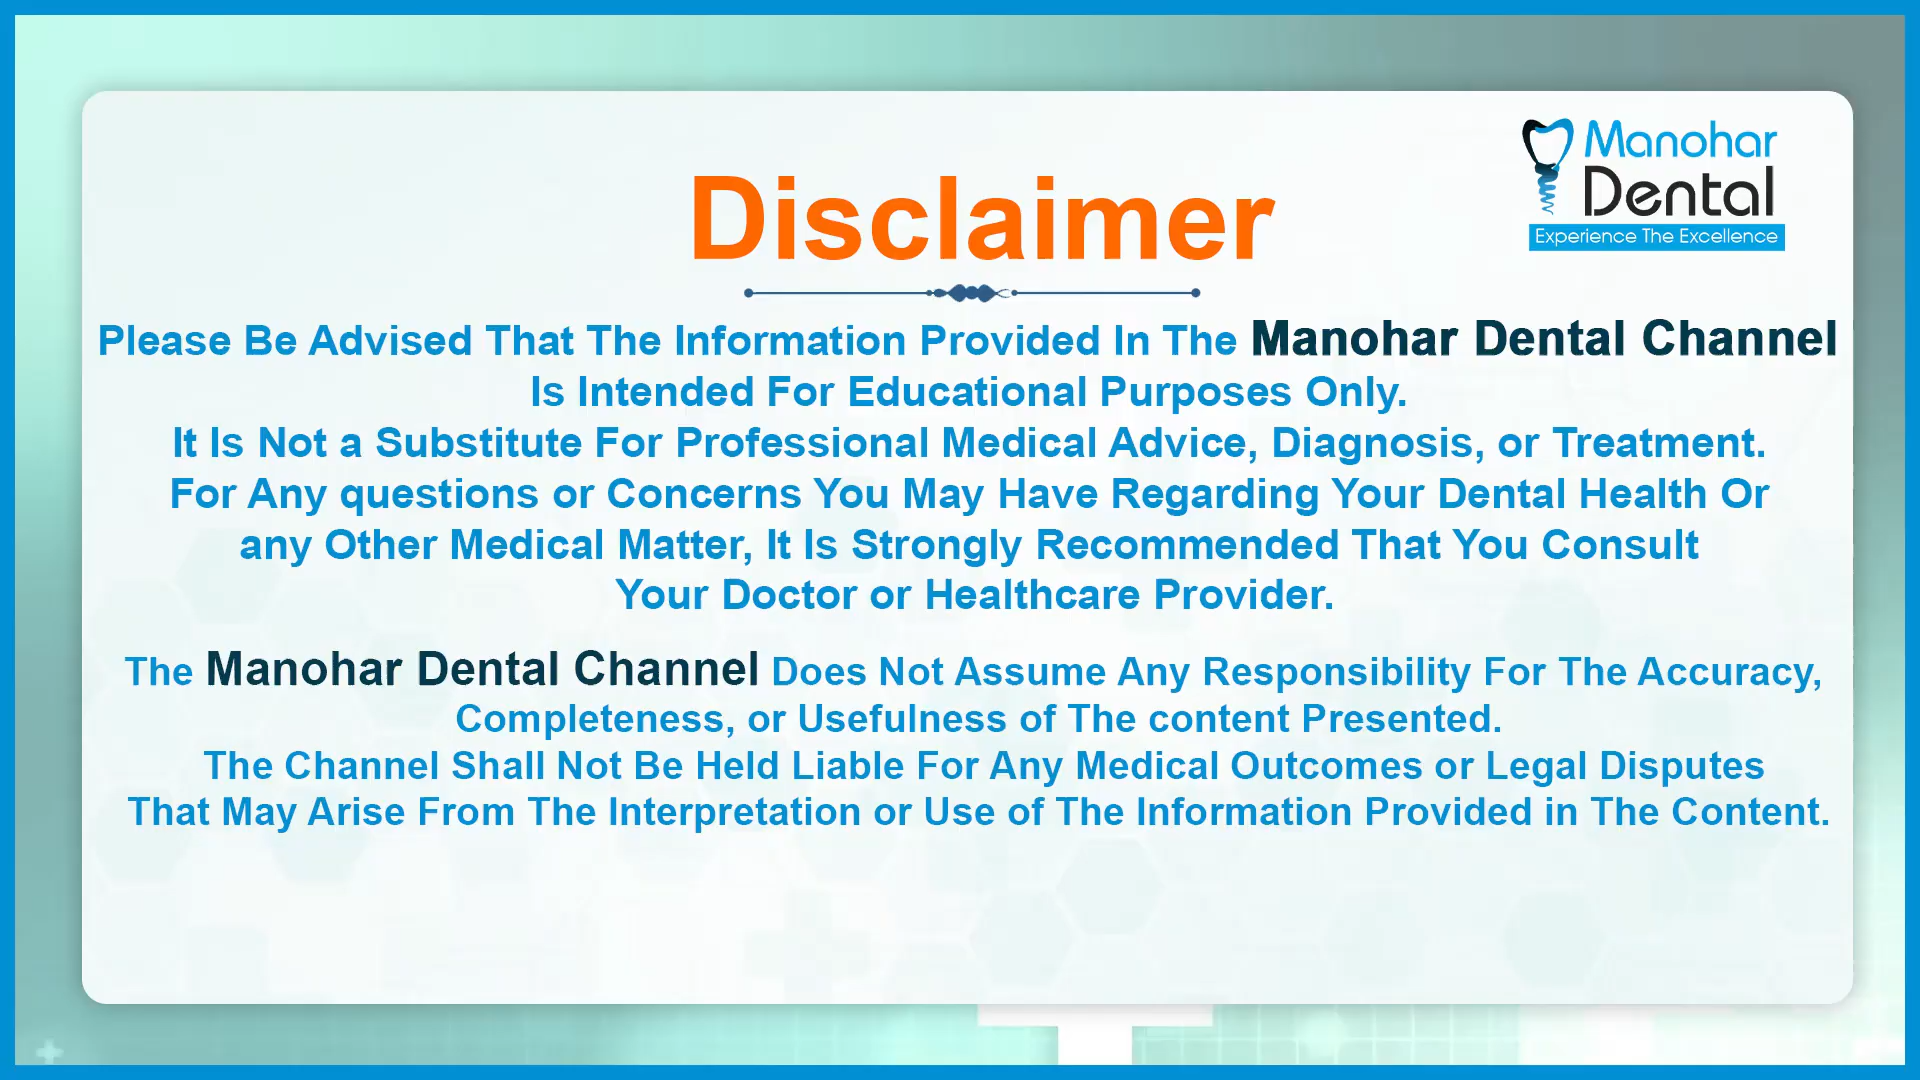 Manohar
Dental
Experience The Excellence
Disclaimer
Please Be Advised That The Information Provided In The Manohar Dental Channel
Is Intended For Educational Purposes Only.
It Is Not a Substitute For Professional Medical Advice, Diagnosis, or Treatment.
For Any questions or Concerns You May Have Regarding Your Dental Health Or
any Other Medical Matter, It Is Strongly Recommended That You Consult
Your Doctor or Healthcare Provider.
The Manohar Dental Channel Does Not Assume Any Responsibility For The Accuracy,
Completeness, or Usefulness of The content Presented.
The Channel Shall Not Be Held Liable For Any Medical Outcomes or Legal Disputes
That May Arise From The Interpretation or Use of The Information Provided in The Content.